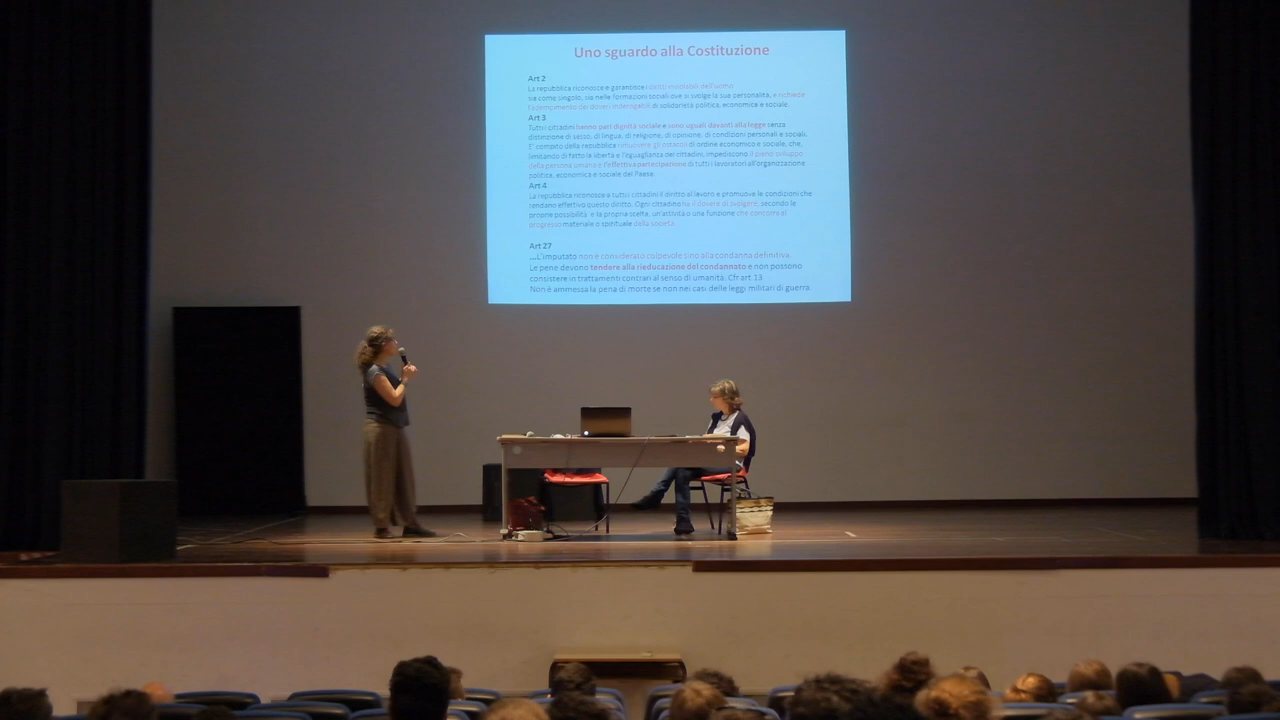 Uno sguardo alla Costituzione
Art 2
La repubblica riconosce e garantisce i diritti inviolabili dell'uomo
sia come singolo, sia nelle formazioni sociali ove si svolge la sua personalità, e richiede
l'adempimento dei doveri inderogabili di solidarietà politica, economica e sociale.
Art 3
Tutti cittadini hanno pari dignità sociale e sono uguali davanti alla legge senza
distinzione di sesso, di lingua, di religione, di opinione, di condizioni personali e sociali.
E' compito della repubblica rimuovere gli ostacoli di ordine economico e sociale, che,
limitando di fatto la libertà e l'eguaglianza dei cittadini, impediscono il pieno sviluppo
della persona umana e l'effettiva partecipazione di tutti i lavoratori all'organizzazione
politica, economica e sociale del Paese.
Art 4
La repubblica riconosce a tutti i cittadini il diritto al lavoro e promuove le condizioni che
rendano effettivo questo diritto. Ogni cittadino ha il dovere di svolgere, secondo le
proprie possibilità e la propria scelta, un'attività o una funzione che concorra al
progresso materiale o spirituale della società.
Art 27
...L'imputato non è considerato colpevole sino alla condanna definitiva.
Le pene devono tendere alla rieducazione del condannato e non possono
consistere in trattamenti contrari al senso di umanità. Cfr art 13
Non è ammessa la pena di morte se non nei casi delle leggi militari di guerra.